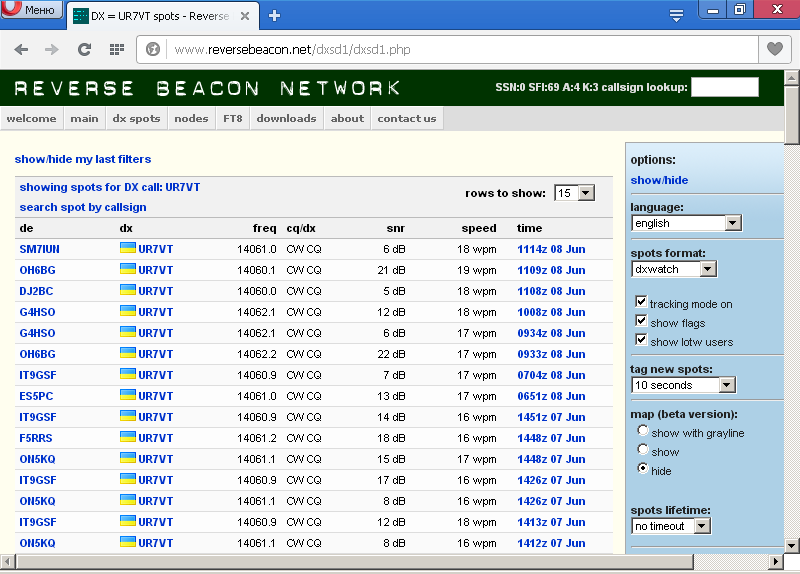 Меню
DX = UR7VT spots - Reverse
www.reversebeacon.net/dxsd1/dxsd1.php
REVERSE BEACON NETWORK
SSN:0 SFI:69 A:4 K:3 callsign lookup:
welcome main dx spots nodes FT8 downloads about contact us
show/hide my last filters
showing spots for DX call: UR7VT
search spot by callsign
rows to show: 15
de dx freq cq/dx snr speed time
SM7IUN UR7VT 14061.0 CW CQ 6 dB 18 wpm 1114z 08 Jun
OH6BG UR7VT 14060.1 CW CQ 21 dB 19 wpm 1109z 08 Jun
DJ2BC UR7VT 14060.0 CW CQ 5 dB 18 wpm 1108z 08 Jun
G4HSO UR7VT 14062.1 CW CQ 12 dB 18 wpm 1008z 08 Jun
G4HSO UR7VT 14062.1 CW CQ 6 dB 17 wpm 0934z 08 Jun
OH6BG UR7VT 14062.2 CW CQ 22 dB 17 wpm 0933z 08 Jun
IT9GSF UR7VT 14060.9 CW CQ 7 dB 17 wpm 0704z 08 Jun
ES5PC UR7VT 14061.0 CW CQ 13 dB 17 wpm 0651z 08 Jun
IT9GSF UR7VT 14060.9 CW CQ 14 dB 16 wpm 1451z 07 Jun
F5RRS UR7VT 14061.2 CW CQ 18 dB 16 wpm 1448z 07 Jun
ON5KQ UR7VT 14061.1 CW CQ 15 dB 17 wpm 1448z 07 Jun
IT9GSF UR7VT 14060.9 CW CQ 17 dB 16 wpm 1426z 07 Jun
ON5KQ UR7VT 14061.1 CW CQ 8 dB 16 wpm 1426z 07 Jun
IT9GSF UR7VT 14060.9 CW CQ 12 dB 18 wpm 1413z 07 Jun
ON5KQ UR7VT 14061.1 CW CQ 8 dB 16 wpm 1412z 07 Jun
options:
show/hide
language:
english
spots format:
dxwatch
tracking mode on
show flags
show lotw users
tag new spots:
10 seconds
map (beta version):
show with grayline
show
hide
spots lifetime:
no timeout